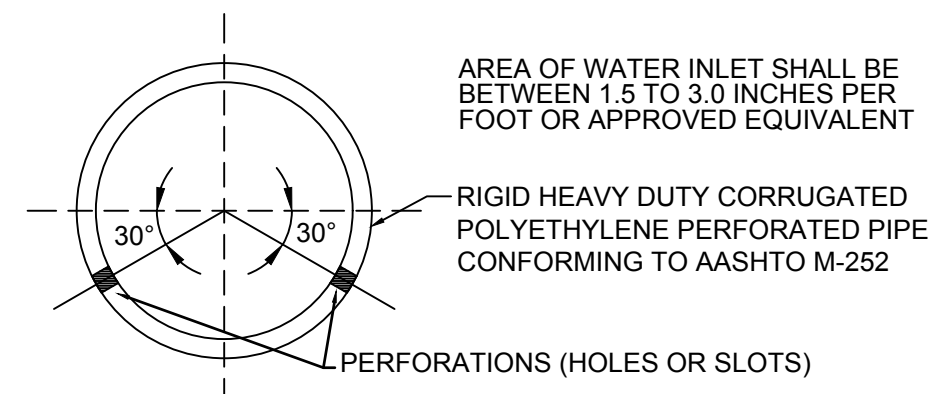 AREA OF WATER INLET SHALL BE
BETWEEN 1.5 TO 3.0 INCHES PER
FOOT OR APPROVED EQUIVALENT
RIGID HEAVY DUTY CORRUGATED
POLYETHYLENE PERFORATED PIPE
CONFORMING TO AASHTO M-252
30°
30°
PERFORATIONS (HOLES OR SLOTS)